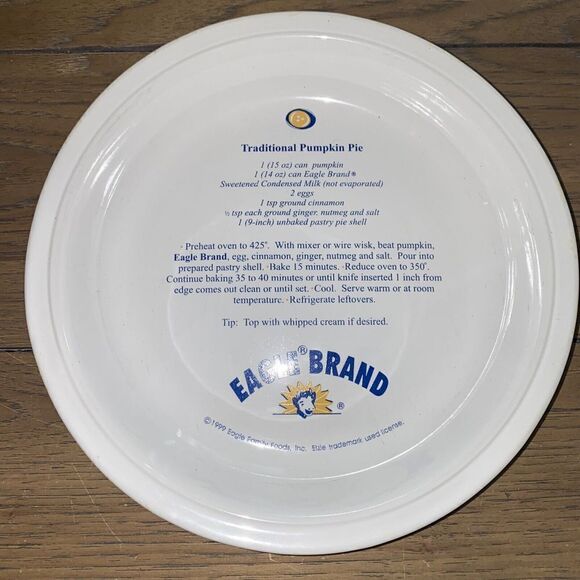 Traditional Pumpkin Pie
1 (15 oz) can pumpkin
1 (14 oz) can Eagle Brand®
Sweetened Condensed Milk (not evaporated)
2 eggs
1 tsp ground cinnamon
½ tsp each ground ginger, nutmeg and salt
1 (9-inch) unbaked pastry pie shell
· Preheat oven to 425˚. With mixer or wire wisk, beat pumpkin,
Eagle Brand, egg, cinnamon, ginger, nutmeg and salt. Pour into
prepared pastry shell. ·Bake 15 minutes. ·Reduce oven to 350˚.
Continue baking 35 to 40 minutes or until knife inserted 1 inch from
edge comes out clean or until set. ·Cool. Serve warm or at room
temperature. ·Refrigerate leftovers.
Tip: Top with whipped cream if desired.
EAGLE® BRAND
®
©1999 Eagle Family Foods, Inc. Elsie trademark used license.